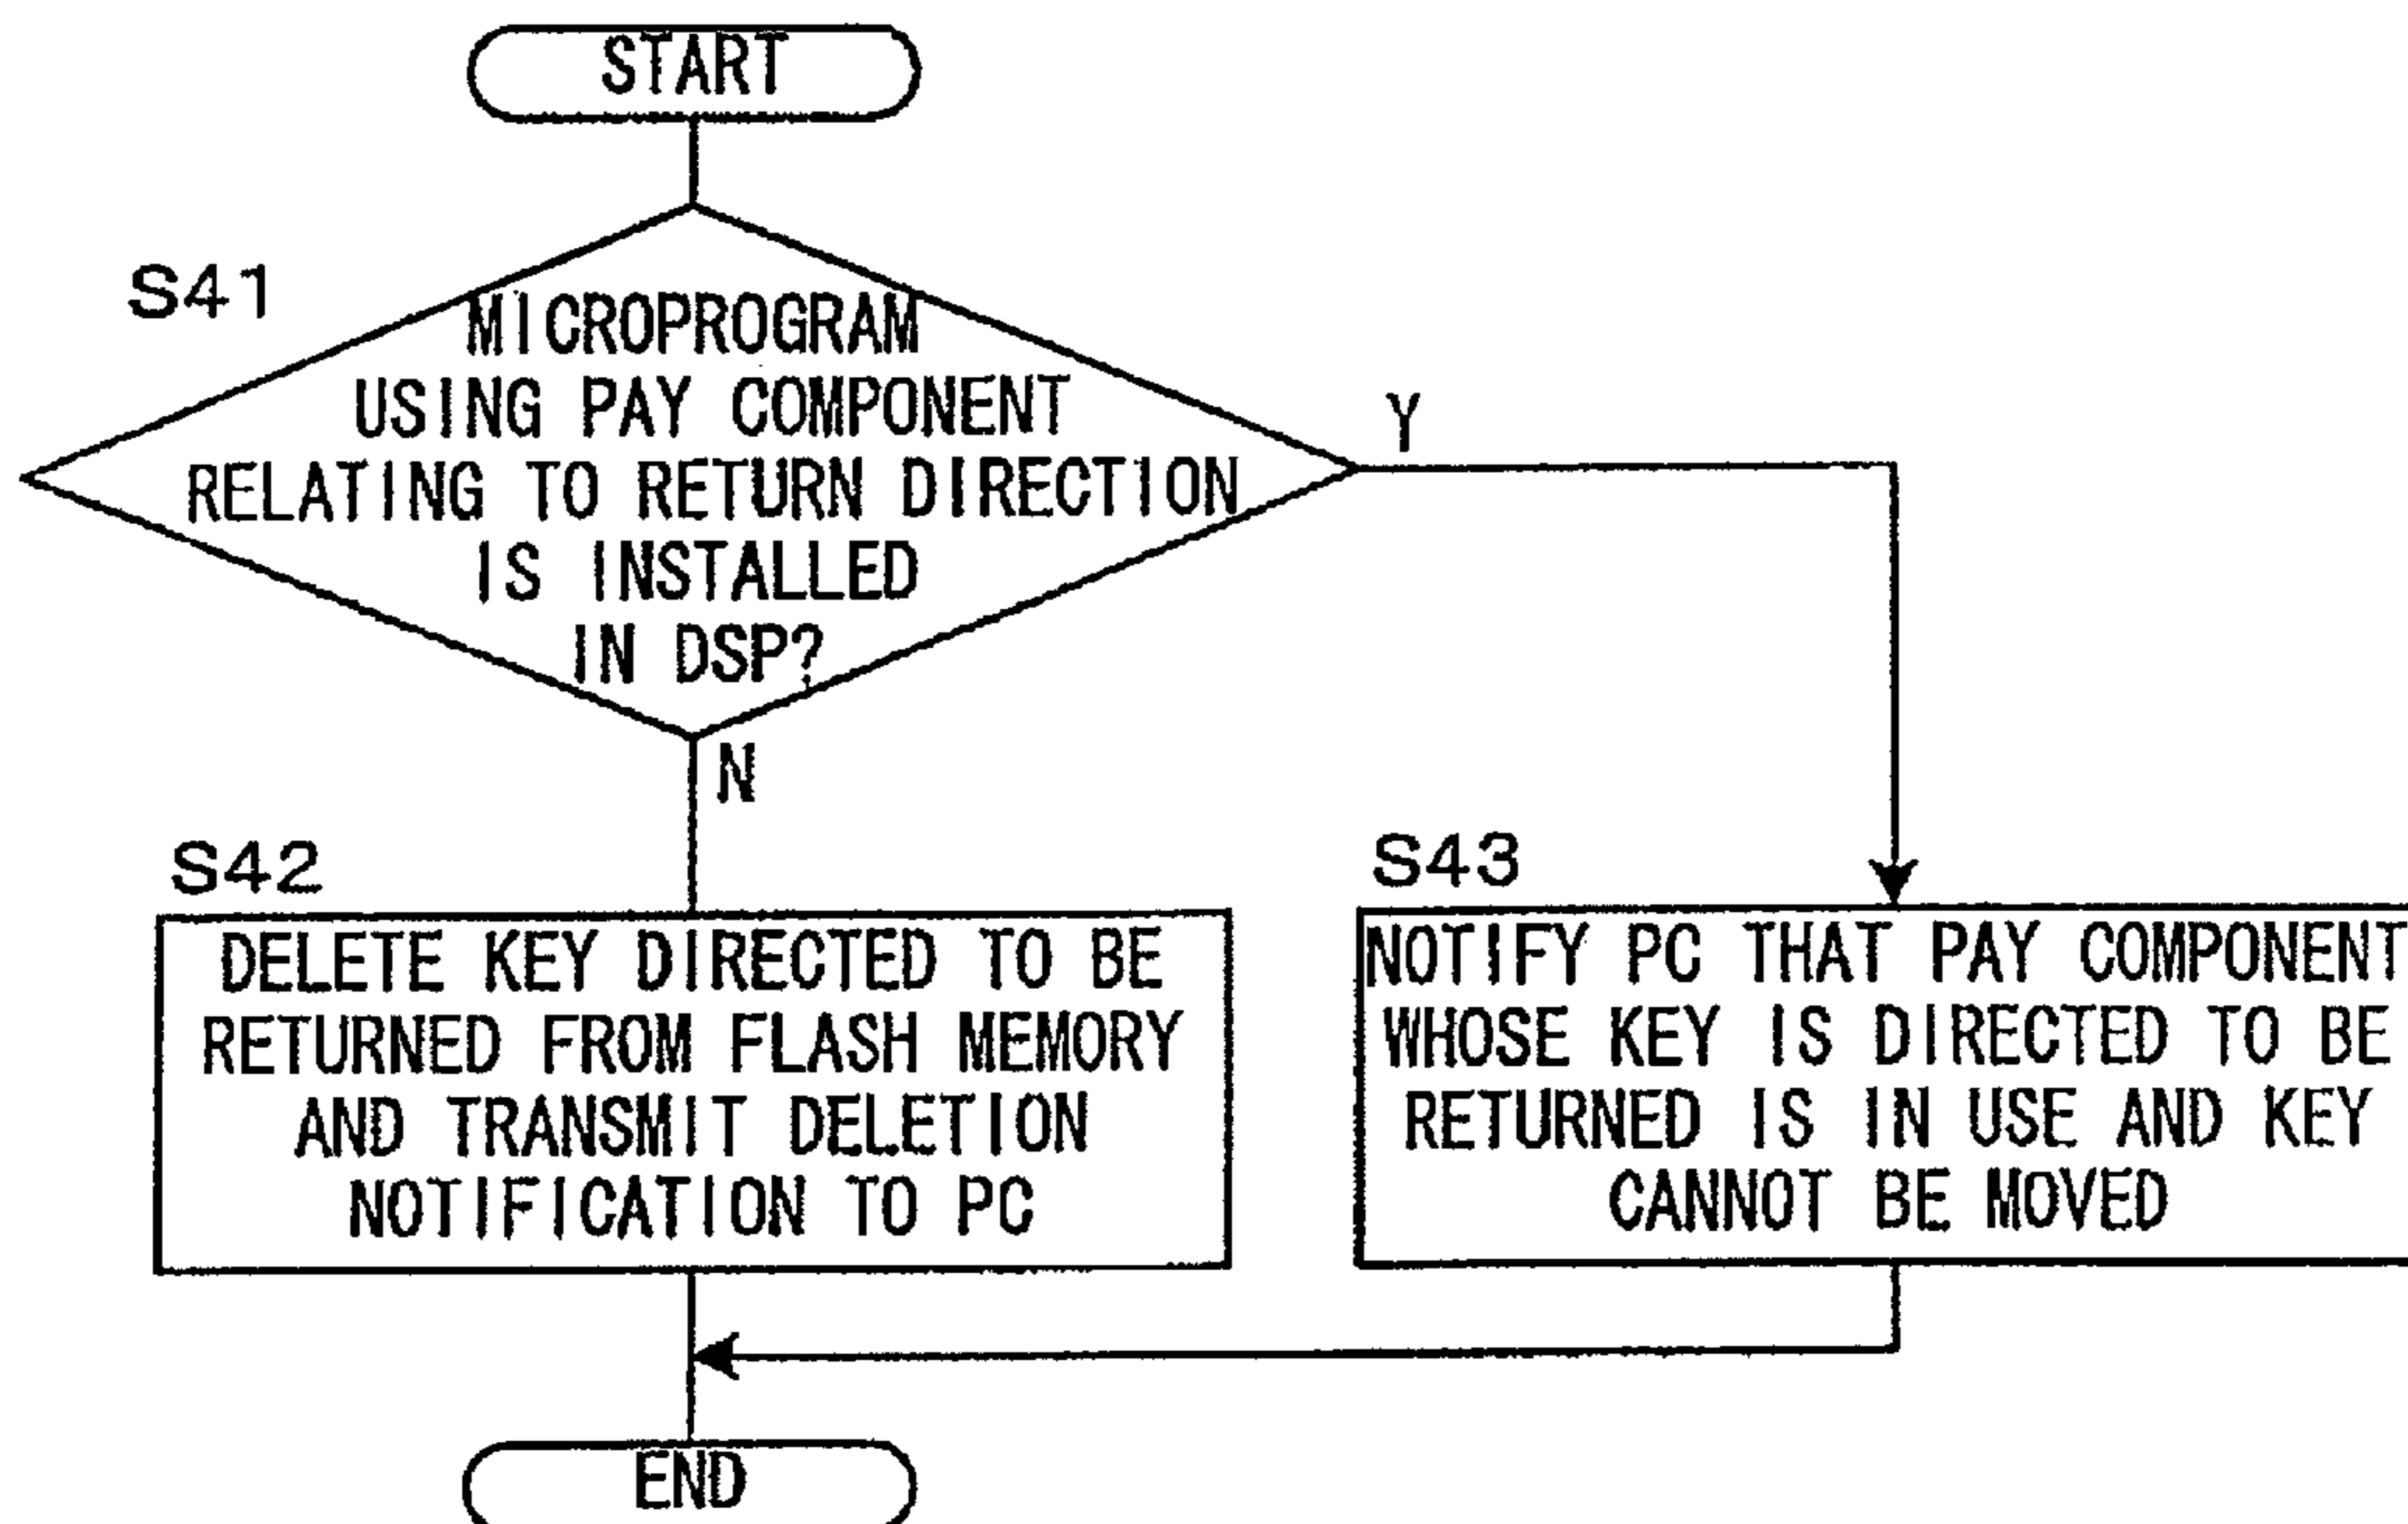 START
S41
MICROPROGRAM
USING PAY COMPONENT
RELATING TO RETURN DIRECTION
IS INSTALLED
IN DSP?
Y
N
S42
DELETE KEY DIRECTED TO BE
RETURNED FROM FLASH MEMORY
AND TRANSMIT DELETION
NOTIFICATION TO PC
S43
NOTIFY PC THAT PAY COMPONENT
WHOSE KEY IS DIRECTED TO BE
RETURNED IS IN USE AND KEY
CANNOT BE MOVED
END